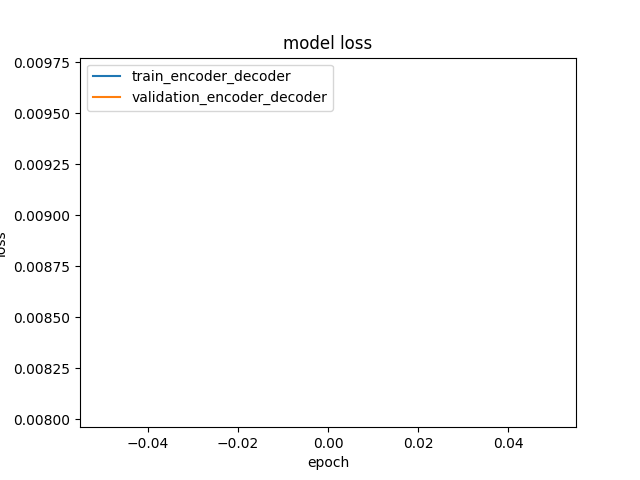 model loss
train_encoder_decoder
validation_encoder_decoder
0.00975
0.00950
0.00925
0.00900
0.00875
0.00850
0.00825
0.00800
loss
−0.04 −0.02 0.00 0.02 0.04
epoch